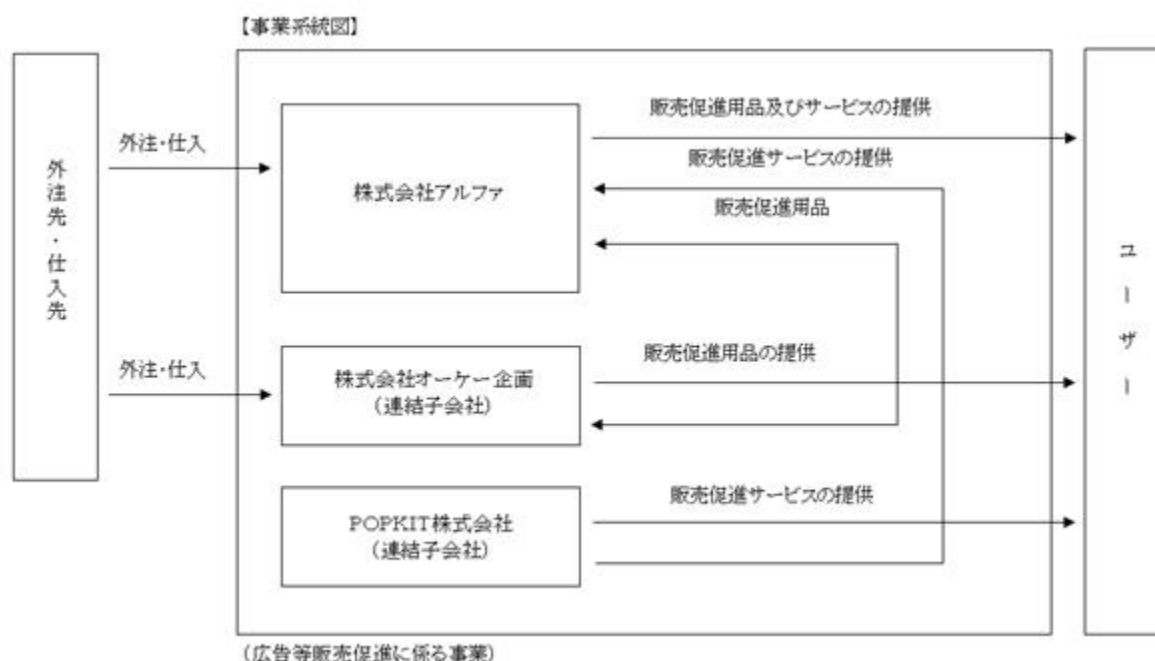 【事業系統図】
外注先・仕入先
外注・仕入
株式会社アルファ
販売促進用品及びサービスの提供
販売促進サービスの提供
販売促進用品
外注・仕入
株式会社オーケー企画
（連結子会社）
販売促進用品の提供
POPKIT株式会社
（連結子会社）
販売促進サービスの提供
ユーザー
（広告等販売促進に係る事業）